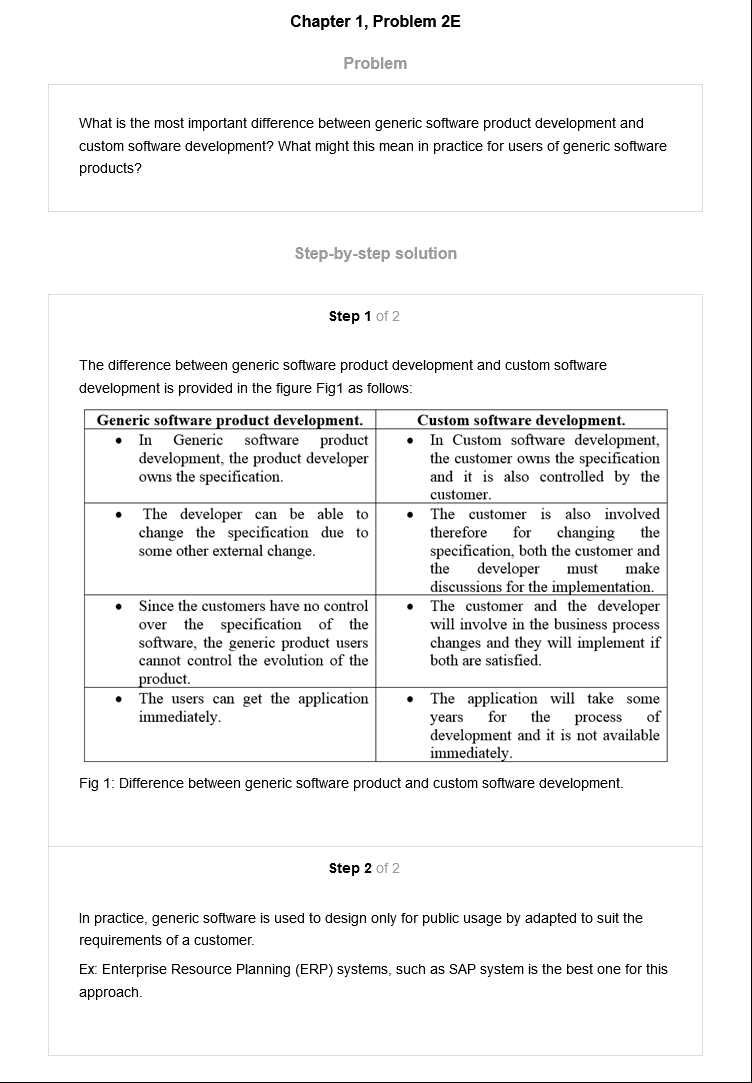 Chapter 1, Problem 2E
Problem
What is the most important difference between generic software product development and
custom software development? What might this mean in practice for users of generic software
products?
Step-by-step solution
Step 1 of 2
The difference between generic software product development and custom software
development is provided in the figure Fig1 as follows:
Generic software product development.
Custom software development.
• In Generic software product
development, the product developer
owns the specification.
• In Custom software development,
the customer owns the specification
and it is also controlled by the
customer.
• The developer can be able to
change the specification due to
some other external change.
• The customer is also involved
therefore for changing the
specification, both the customer and
the developer must make
discussions for the implementation.
• Since the customers have no control
over the specification of the
software, the generic product users
cannot control the evolution of the
product.
• The customer and the developer
will involve in the business process
changes and they will implement if
both are satisfied.
• The users can get the application
immediately.
• The application will take some
years for the process of
development and it is not available
immediately.
Fig 1: Difference between generic software product and custom software development.
Step 2 of 2
In practice, generic software is used to design only for public usage by adapted to suit the
requirements of a customer.
Ex: Enterprise Resource Planning (ERP) systems, such as SAP system is the best one for this
approach.